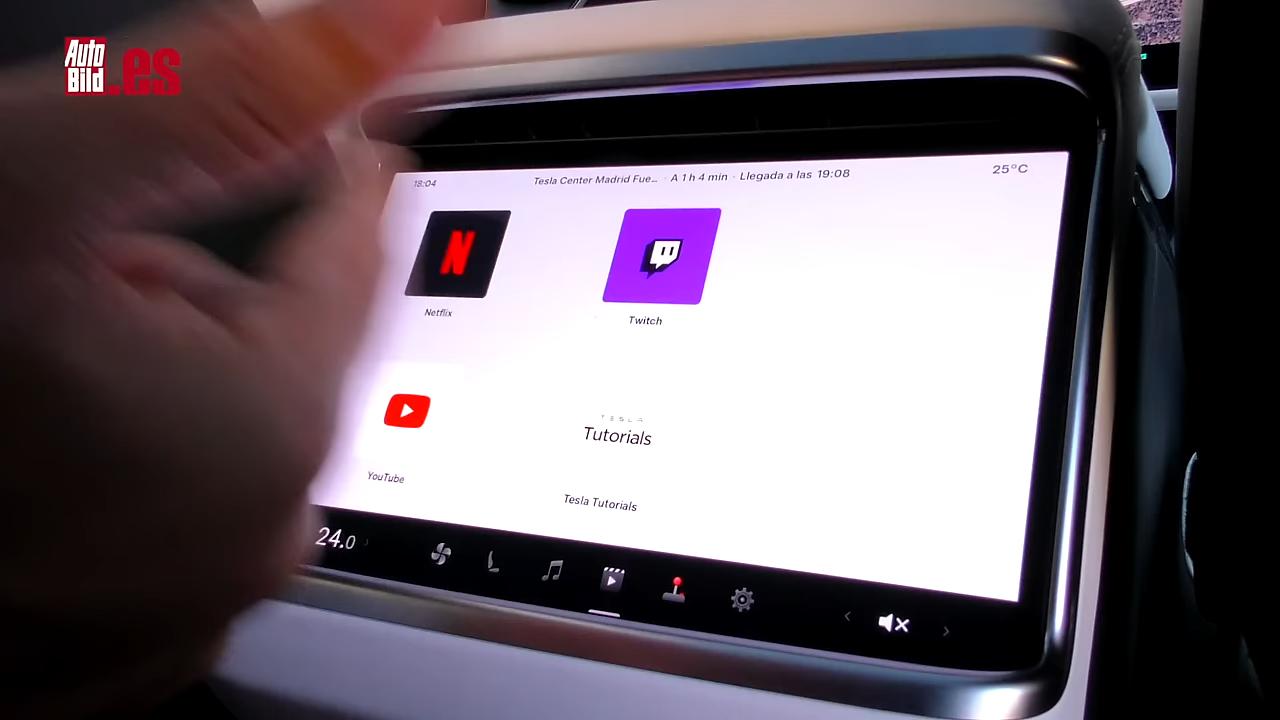 Auto
Bild.es
18:04
Tesla Center Madrid Fue... · A 1 h 4 min · Llegada a las 19:08
25°C
N
Netflix
Twitch
YouTube
TESLA
Tutorials
Tesla Tutorials
24.0